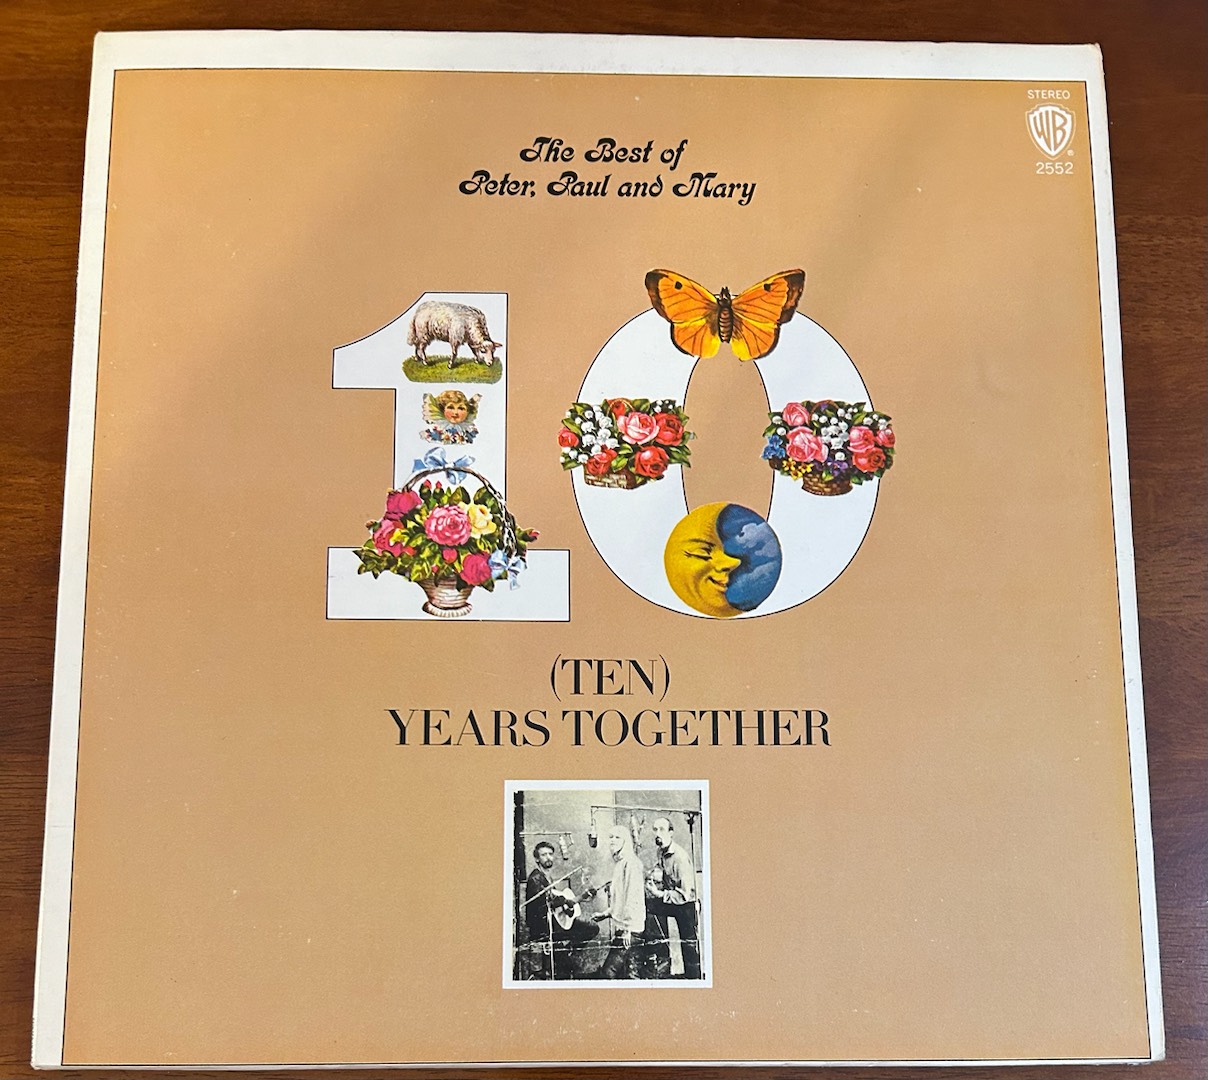 STEREO
WB
®
2552
The Best of
Peter, Paul and Mary
10
(TEN)
YEARS TOGETHER